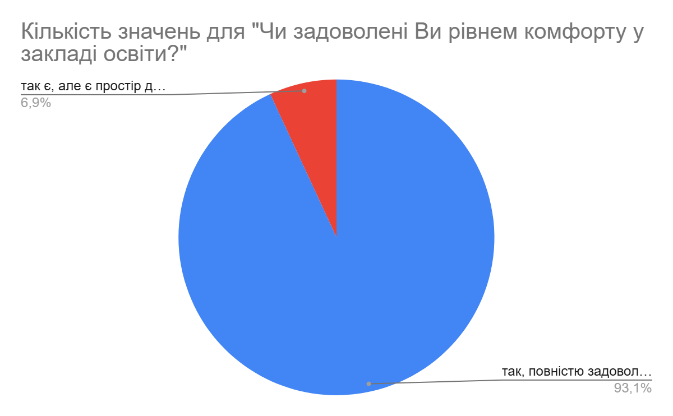 Кількість значень для "Чи задоволені Ви рівнем комфорту у
закладі освіти?"
так є, але є простір д…
6,9%
так, повністю задовол…
93,1%